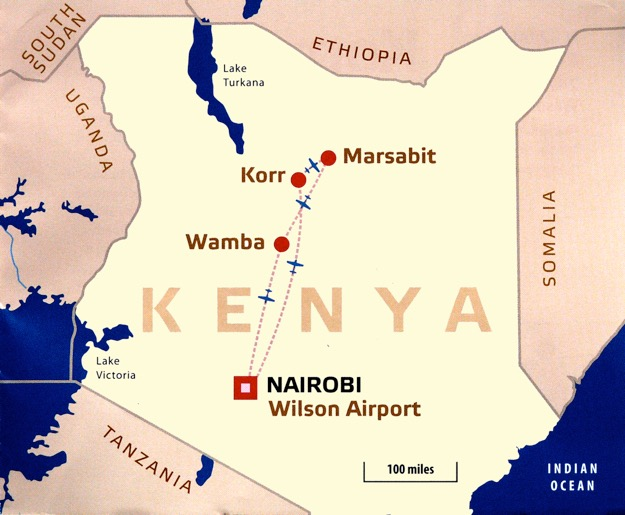 SOUTH
SUDAN
ETHIOPIA
Lake
Turkana
UGANDA
Marsabit
Korr
Wamba
SOMALIA
KENYA
Lake
Victoria
NAIROBI
Wilson Airport
TANZANIA
100 miles
INDIAN
OCEAN